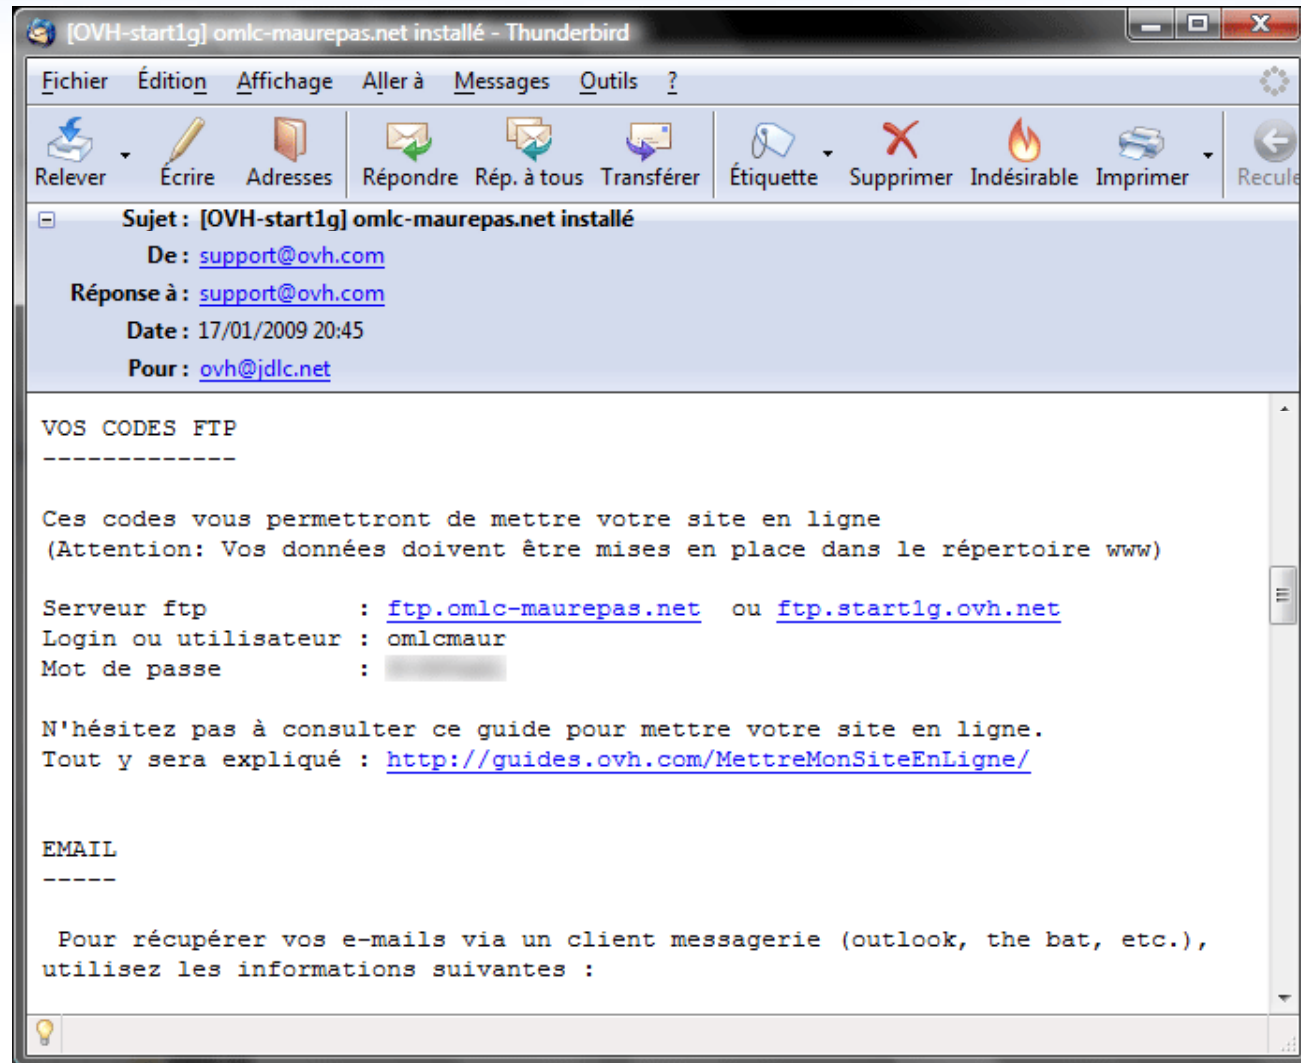 [OVH-start1g] omlc-maurepas.net installé - Thunderbird
Fichier Édition Affichage Aller à Messages Outils ?
Relever Écrire Adresses Répondre Rép. à tous Transférer Étiquette Supprimer Indésirable Imprimer Recule
Sujet : [OVH-start1g] omlc-maurepas.net installé
De : support@ovh.com
Réponse à : support@ovh.com
Date : 17/01/2009 20:45
Pour : ovh@jdlc.net
VOS CODES FTP
-------------
Ces codes vous permettront de mettre votre site en ligne
(Attention: Vos données doivent être mises en place dans le répertoire www)
Serveur ftp : ftp.omlc-maurepas.net ou ftp.start1g.ovh.net
Login ou utilisateur : omlcmaur
Mot de passe :
N'hésitez pas à consulter ce guide pour mettre votre site en ligne.
Tout y sera expliqué : http://guides.ovh.com/MettreMonSiteEnLigne/
EMAIL
-----
Pour récupérer vos e-mails via un client messagerie (outlook, the bat, etc.),
utilisez les informations suivantes :